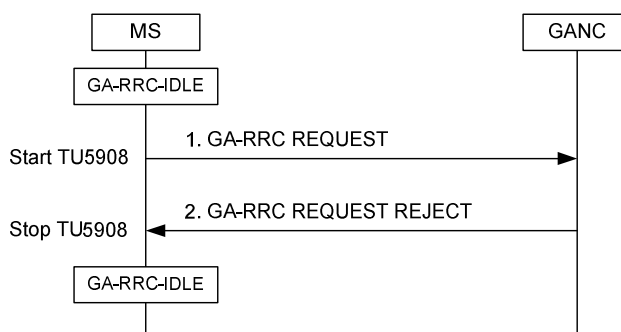 MS
GANC
GA-RRC-IDLE
1. GA-RRC REQUEST
Start TU5908
2. GA-RRC REQUEST REJECT
Stop TU5908
GA-RRC-IDLE